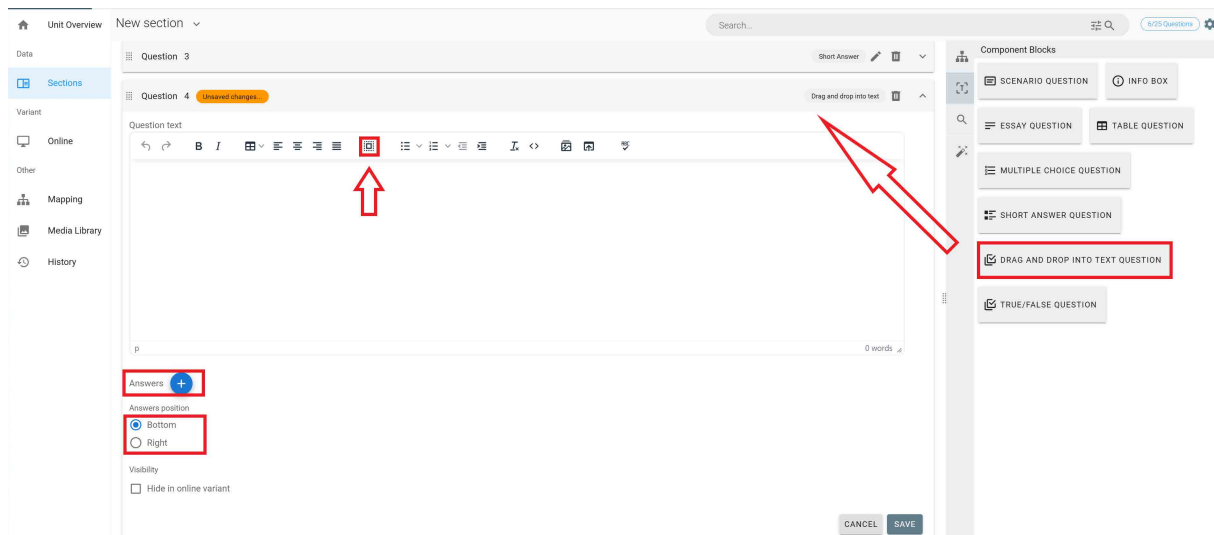 Unit Overview
New section
Search...
6/25 Questions
Data
Sections
Variant
Online
Other
Mapping
Media Library
History
Question 3
Short Answer
Question 4
Unsaved changes...
Drag and drop into text
Question text
B I
p
0 words
Answers +
Answers position
Bottom
Right
Visibility
Hide in online variant
CANCEL SAVE
Component Blocks
SCENARIO QUESTION
INFO BOX
ESSAY QUESTION
TABLE QUESTION
MULTIPLE CHOICE QUESTION
SHORT ANSWER QUESTION
DRAG AND DROP INTO TEXT QUESTION
TRUE/FALSE QUESTION